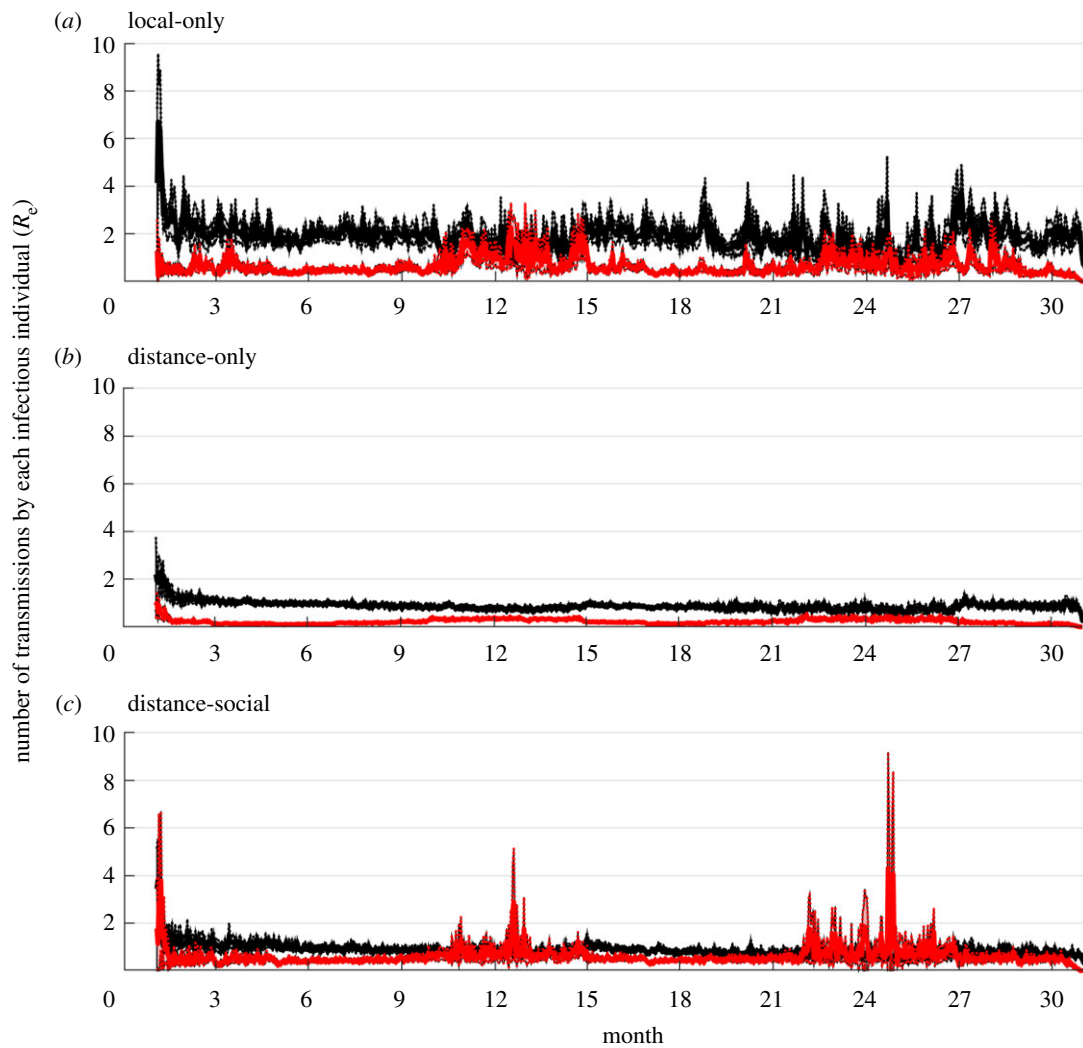 (a) local-only
10
8
6
4
2
0 3 6 9 12 15 18 21 24 27 30
(b) distance-only
10
8
6
4
2
0 3 6 9 12 15 18 21 24 27 30
(c) distance-social
10
8
6
4
2
0 3 6 9 12 15 18 21 24 27 30
month
number of transmissions by each infectious individual (Re)